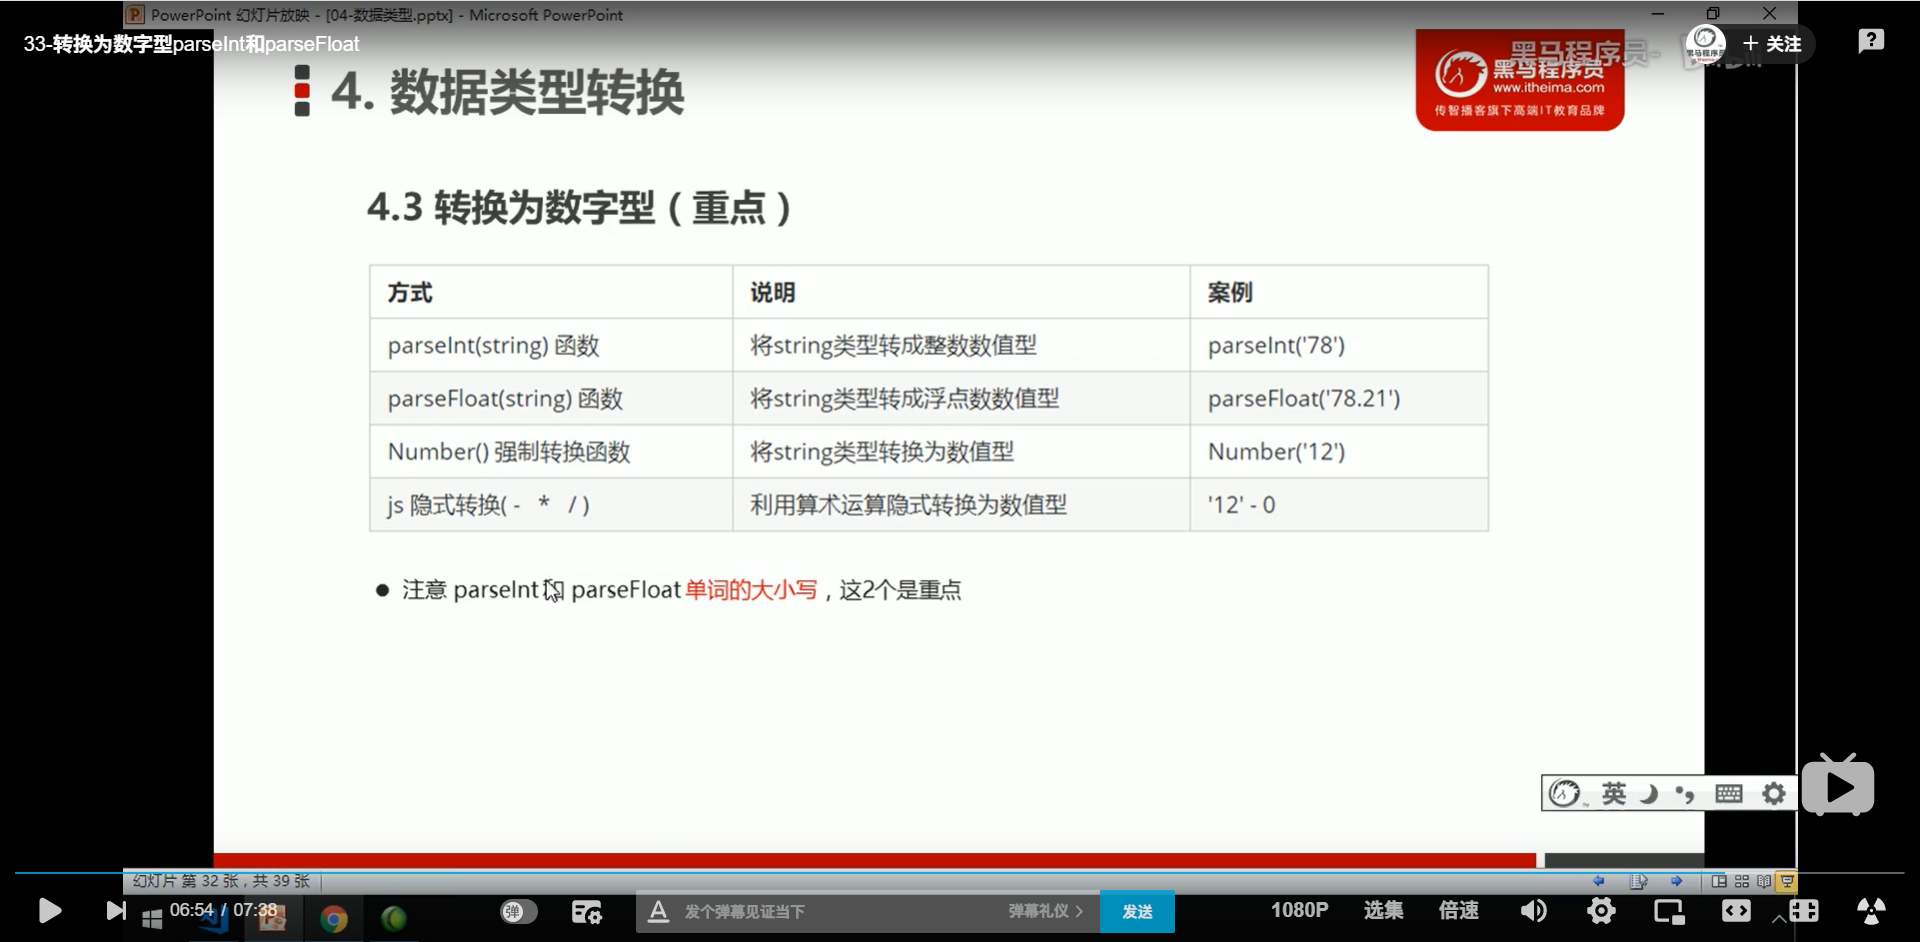 PowerPoint 幻灯片放映 - [04-数据类型.pptx] - Microsoft PowerPoint
33-转换为数字型parseInt和parseFloat
+ 关注
黑马程序员-
黑马程序员
www.itheima.com
传智播客旗下高端IT教育品牌
4. 数据类型转换
4.3 转换为数字型（重点）
方式 说明 案例
parseInt(string) 函数 将string类型转成整数数值型 parseInt('78')
parseFloat(string) 函数 将string类型转成浮点数数值型 parseFloat('78.21')
Number() 强制转换函数 将string类型转换为数值型 Number('12')
js 隐式转换( - * / ) 利用算术运算隐式转换为数值型 '12' - 0
● 注意 parseInt 和 parseFloat 单词的大小写，这2个是重点
英
幻灯片 第 32 张，共 39 张
06:54 / 07:38
弹
发个弹幕见证当下
弹幕礼仪 >
发送
1080P
选集
倍速